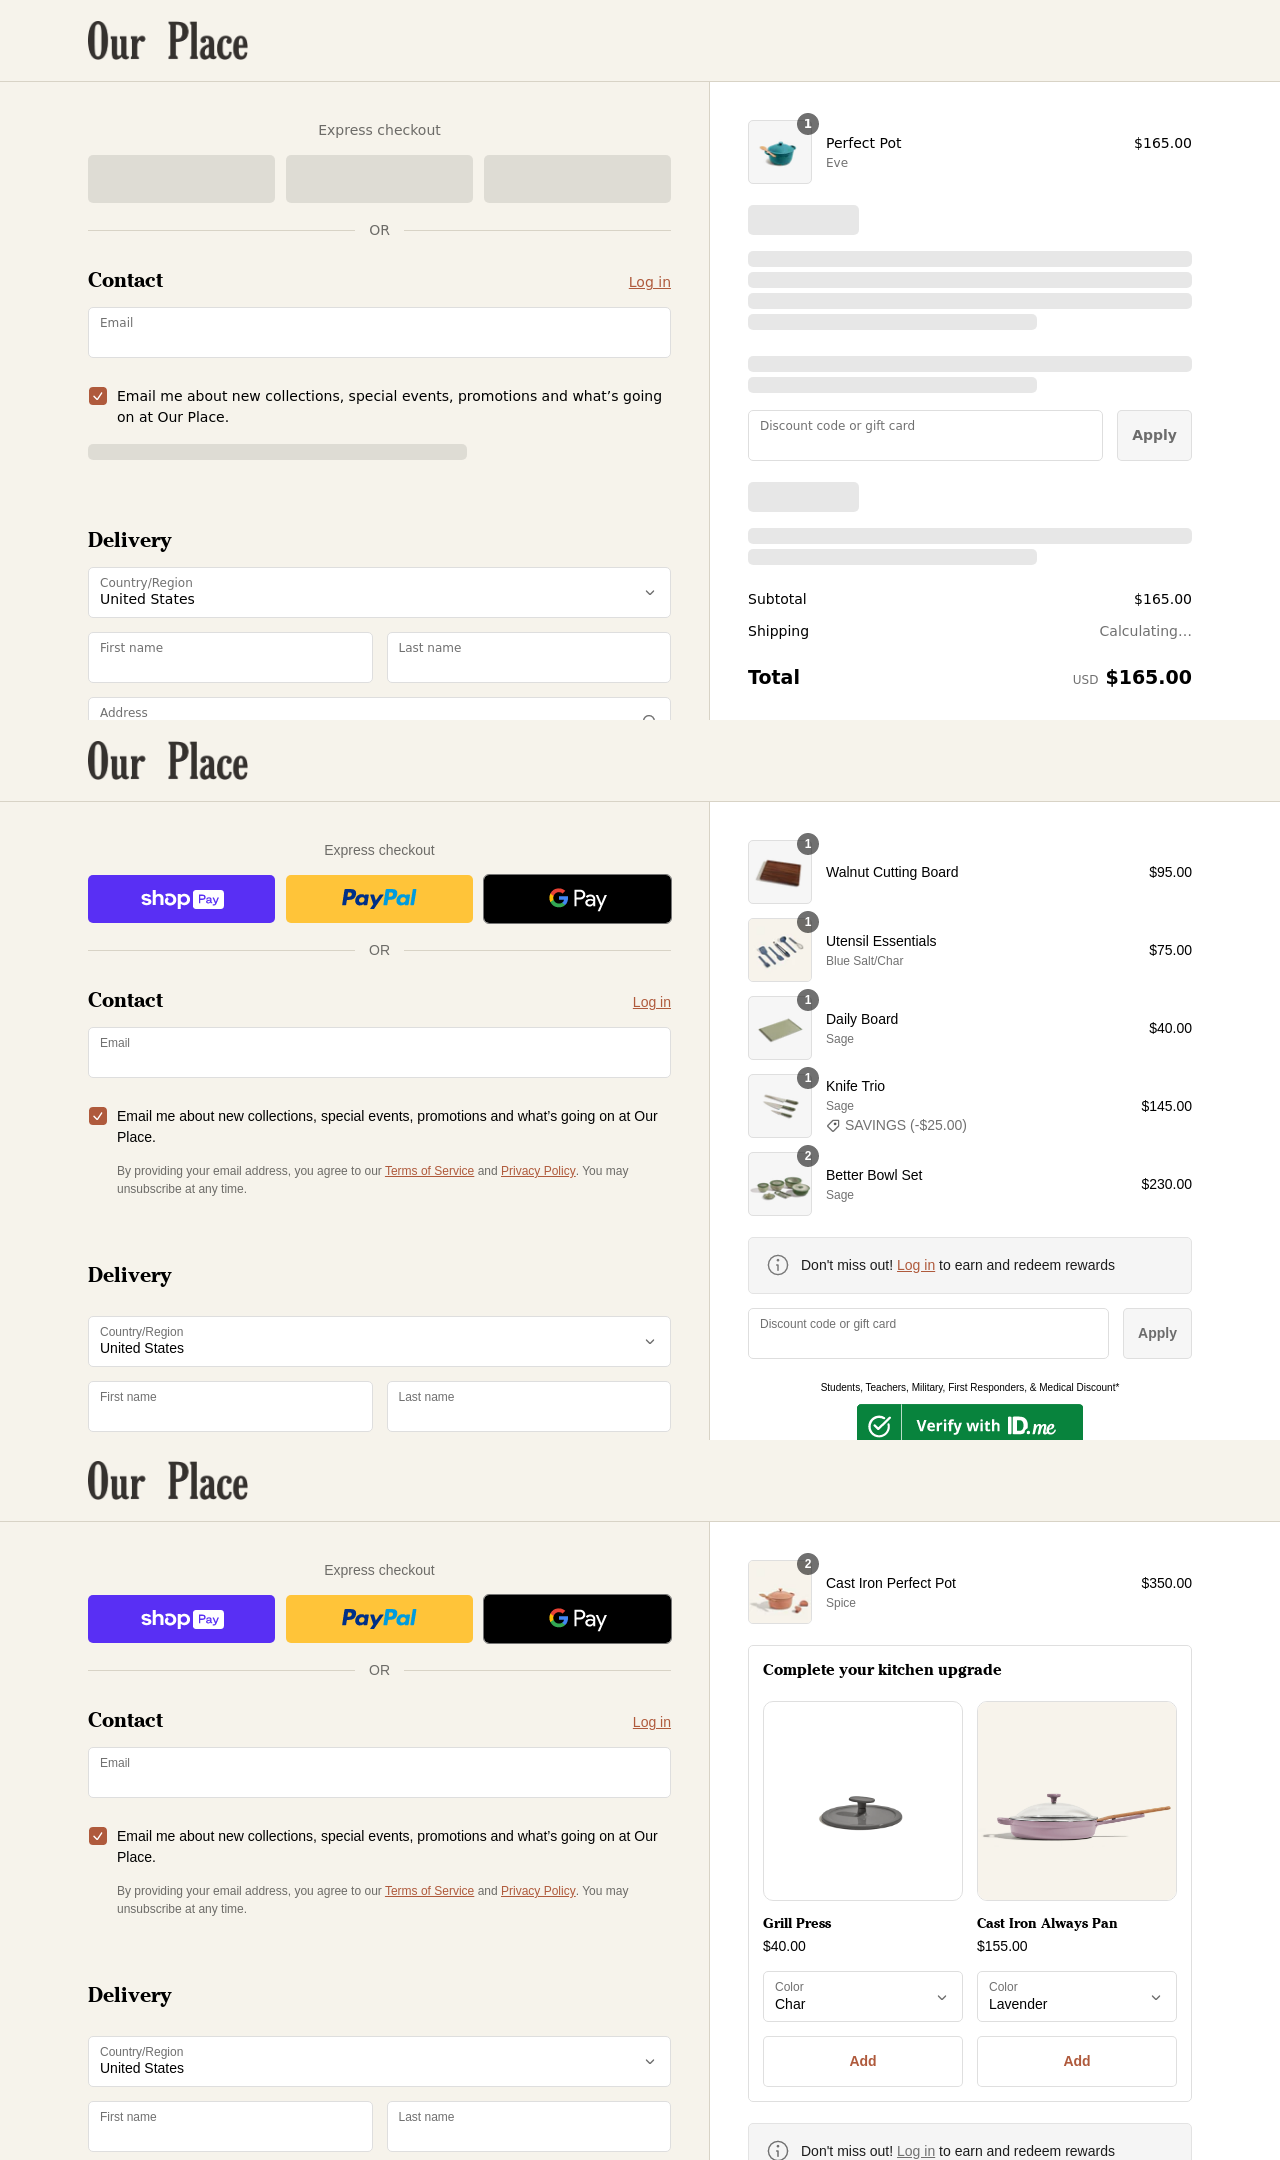 Our Place
Express checkout
OR
Contact
Log in
Email
Email me about new collections, special events, promotions and what's going
on at Our Place.
Delivery
Country/Region
United States
First name
Last name
Address
1
Perfect Pot
Eve
$165.00
Discount code or gift card
Apply
Subtotal
$165.00
Shipping
Calculating...
Total
USD $165.00
Our Place
Express checkout
shop Pay
PayPal
G Pay
OR
Contact
Log in
Email
Email me about new collections, special events, promotions and what's going on at Our
Place.
By providing your email address, you agree to our Terms of Service and Privacy Policy. You may
unsubscribe at any time.
Delivery
Country/Region
United States
First name
Last name
1
Walnut Cutting Board
$95.00
1
Utensil Essentials
Blue Salt/Char
$75.00
1
Daily Board
Sage
$40.00
1
Knife Trio
Sage
SAVINGS (-$25.00)
$145.00
2
Better Bowl Set
Sage
$230.00
Don't miss out! Log in to earn and redeem rewards
Discount code or gift card
Apply
Students, Teachers, Military, First Responders, & Medical Discount*
Verify with ID.me
Our Place
Express checkout
shop Pay
PayPal
G Pay
OR
Contact
Log in
Email
Email me about new collections, special events, promotions and what's going on at Our
Place.
By providing your email address, you agree to our Terms of Service and Privacy Policy. You may
unsubscribe at any time.
Delivery
Country/Region
United States
First name
Last name
2
Cast Iron Perfect Pot
Spice
$350.00
Complete your kitchen upgrade
Grill Press
$40.00
Color
Char
Add
Cast Iron Always Pan
$155.00
Color
Lavender
Add
Don't miss out! Log in to earn and redeem rewards